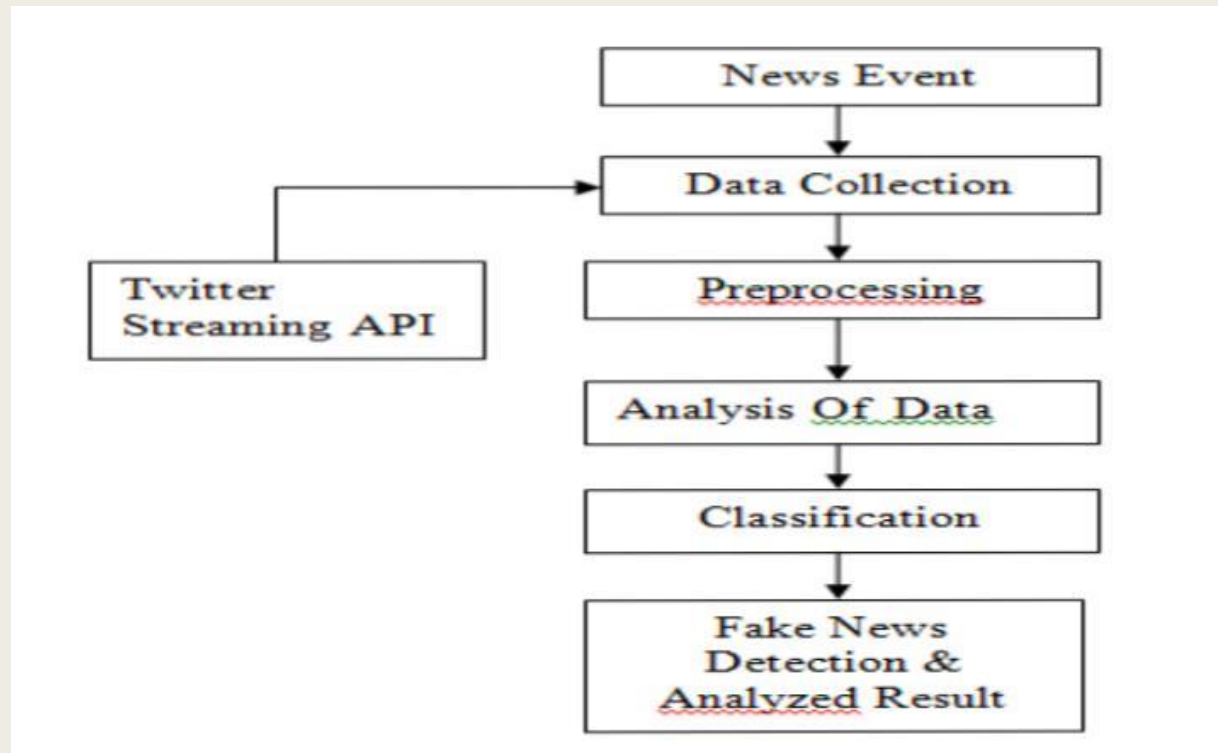 News Event
Data Collection
Twitter
Streaming API
Preprocessing
Analysis Of Data
Classification
Fake News
Detection &
Analyzed Result